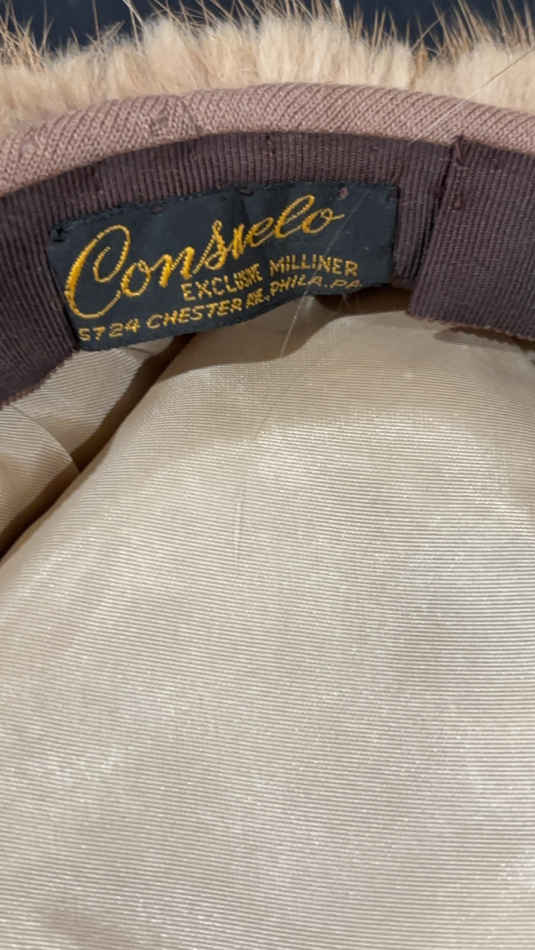 Consuelo
EXCLUSIVE MILLINER
5724 CHESTER AVE., PHILA. PA.